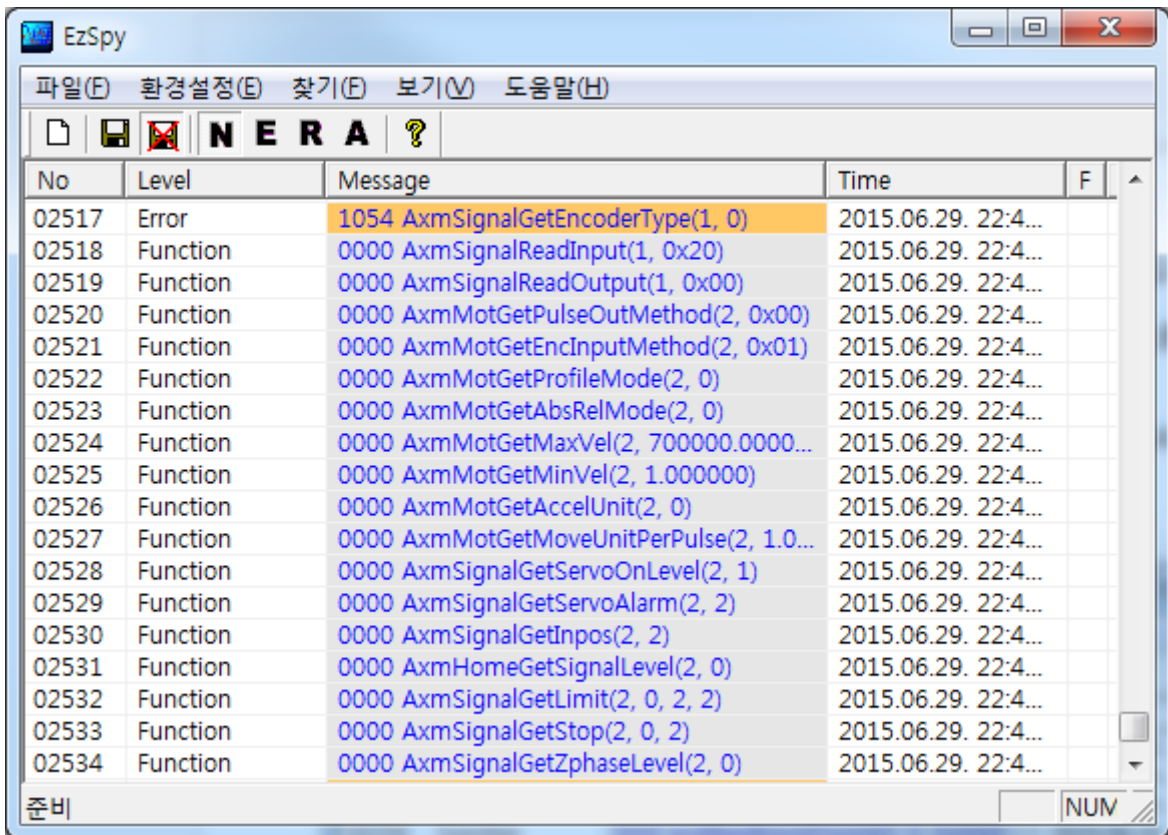 EzSpy
파일(F) 환경설정(E) 찾기(F) 보기(V) 도움말(H)
N E R A ?
No Level Message Time F
02517 Error 1054 AxmSignalGetEncoderType(1, 0) 2015.06.29. 22:4...
02518 Function 0000 AxmSignalReadInput(1, 0x20) 2015.06.29. 22:4...
02519 Function 0000 AxmSignalReadOutput(1, 0x00) 2015.06.29. 22:4...
02520 Function 0000 AxmMotGetPulseOutMethod(2, 0x00) 2015.06.29. 22:4...
02521 Function 0000 AxmMotGetEncInputMethod(2, 0x01) 2015.06.29. 22:4...
02522 Function 0000 AxmMotGetProfileMode(2, 0) 2015.06.29. 22:4...
02523 Function 0000 AxmMotGetAbsRelMode(2, 0) 2015.06.29. 22:4...
02524 Function 0000 AxmMotGetMaxVel(2, 700000.0000... 2015.06.29. 22:4...
02525 Function 0000 AxmMotGetMinVel(2, 1.000000) 2015.06.29. 22:4...
02526 Function 0000 AxmMotGetAccelUnit(2, 0) 2015.06.29. 22:4...
02527 Function 0000 AxmMotGetMoveUnitPerPulse(2, 1.0... 2015.06.29. 22:4...
02528 Function 0000 AxmSignalGetServoOnLevel(2, 1) 2015.06.29. 22:4...
02529 Function 0000 AxmSignalGetServoAlarm(2, 2) 2015.06.29. 22:4...
02530 Function 0000 AxmSignalGetInpos(2, 2) 2015.06.29. 22:4...
02531 Function 0000 AxmHomeGetSignalLevel(2, 0) 2015.06.29. 22:4...
02532 Function 0000 AxmSignalGetLimit(2, 0, 2, 2) 2015.06.29. 22:4...
02533 Function 0000 AxmSignalGetStop(2, 0, 2) 2015.06.29. 22:4...
02534 Function 0000 AxmSignalGetZphaseLevel(2, 0) 2015.06.29. 22:4...
준비 NUM